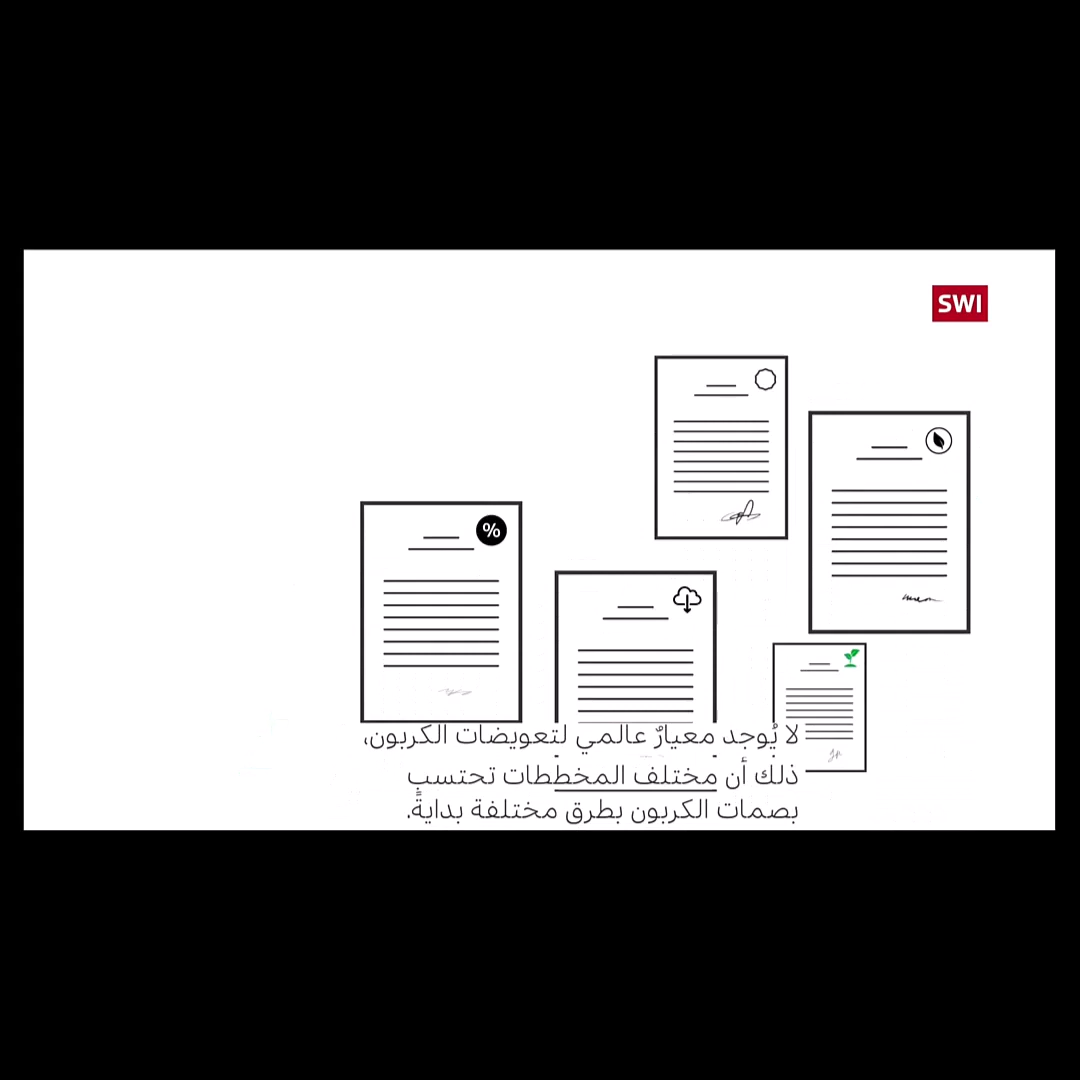 SWI
%
لا يُوجد معيارٌ عالمي لتعويضات الكربون،
ذلك أن مختلف المخططات تحتسب
بصمات الكربون بطرق مختلفة بدايةً.